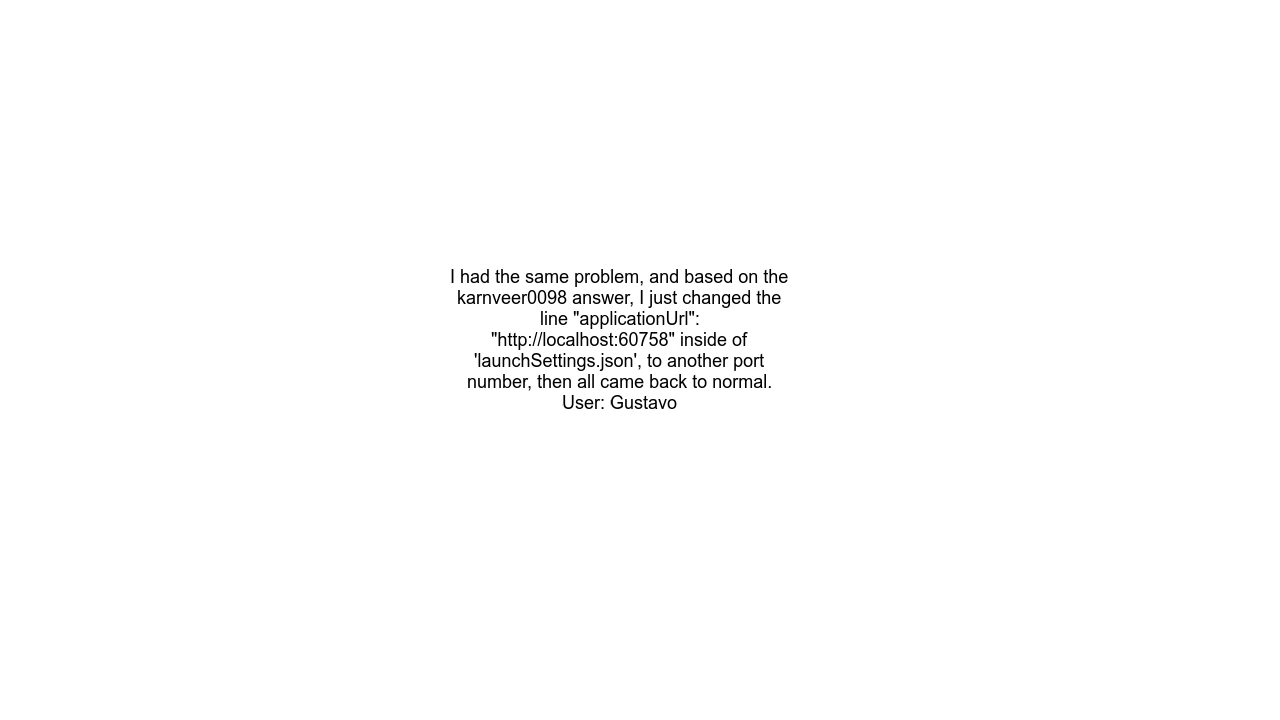 I had the same problem, and based on the
karnveer0098 answer, I just changed the
line "applicationUrl":
"http://localhost:60758" inside of
'launchSettings.json', to another port
number, then all came back to normal.
User: Gustavo